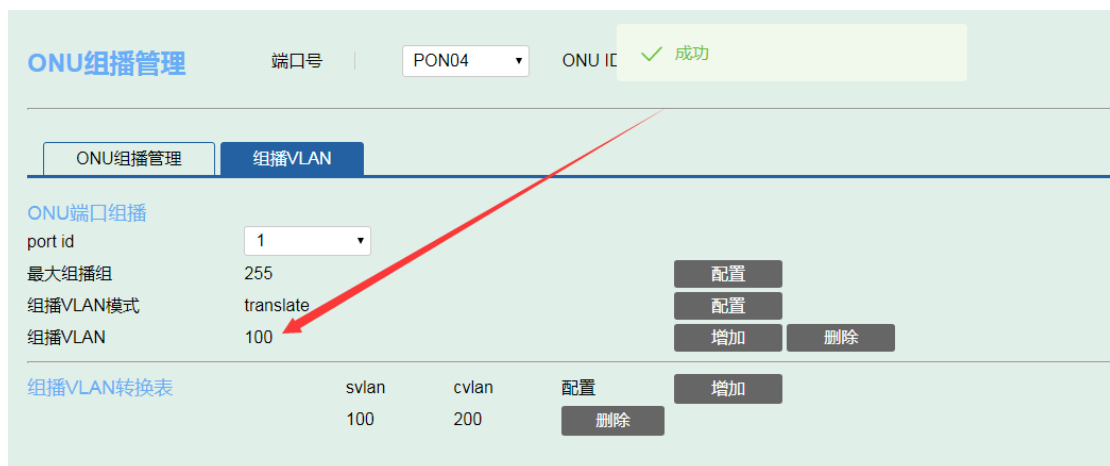 ONU组播管理 端口号 PON04 ONU ID 成功
ONU组播管理 组播VLAN
ONU端口组播
port id 1
最大组播组 255 配置
组播VLAN模式 translate 配置
组播VLAN 100 增加 删除
组播VLAN转换表 svlan cvlan 配置 增加
100 200 删除